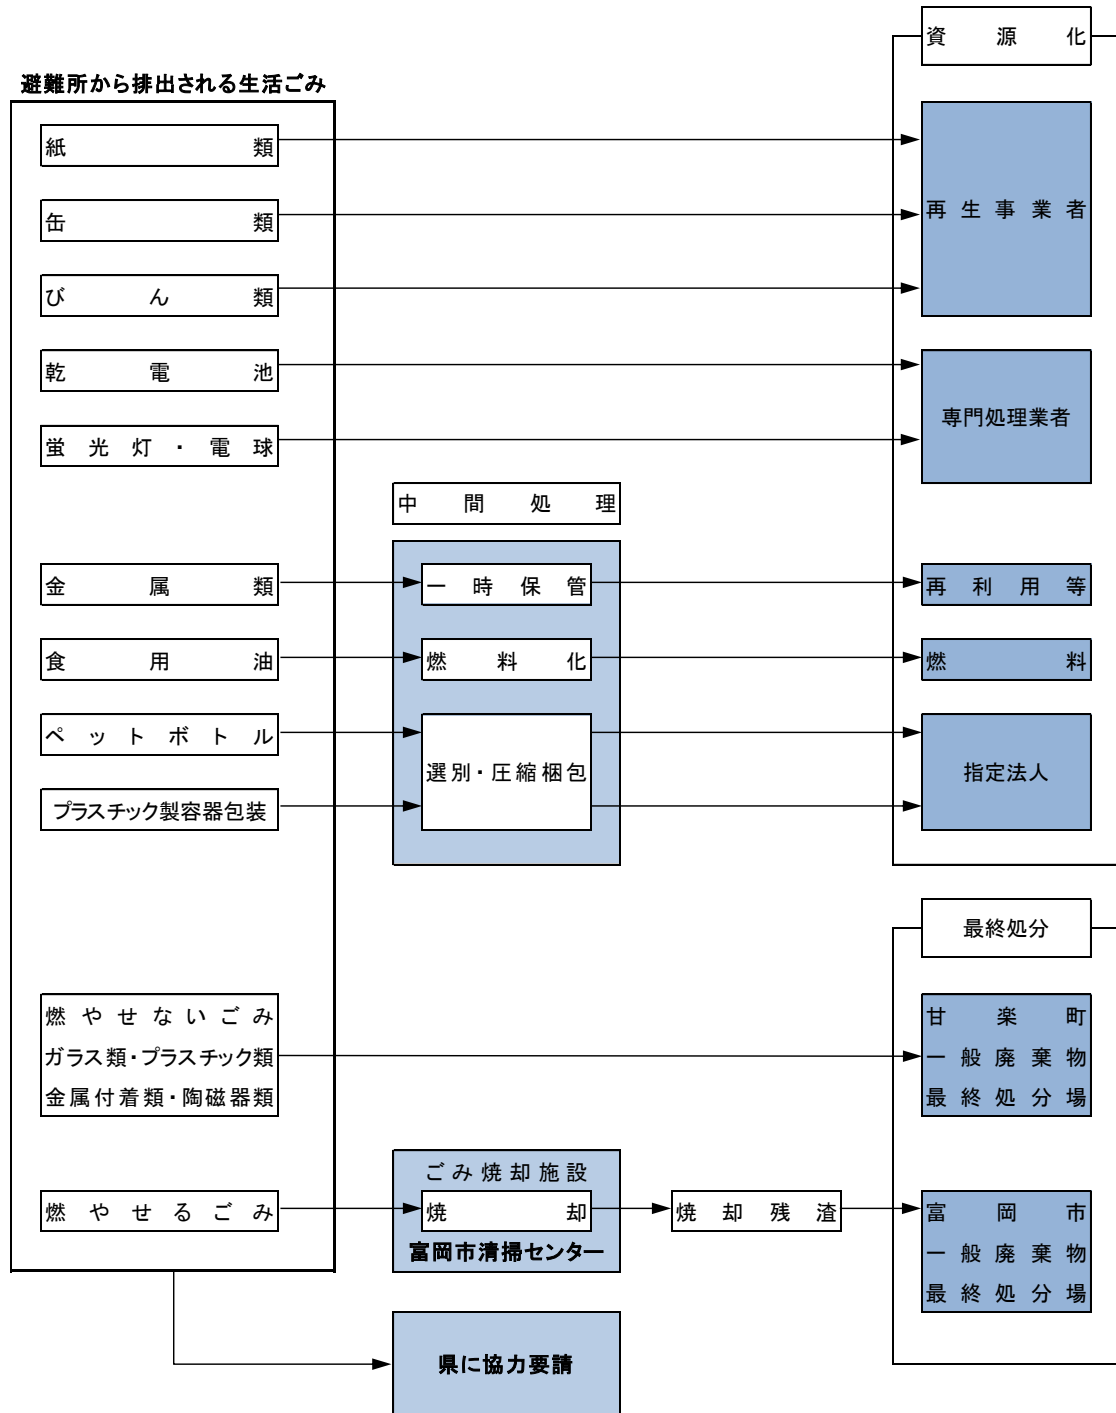 資源化
避難所から排出される生活ごみ
紙類
缶類
再生事業者
びん類
乾電池
専門処理業者
蛍光灯・電球
中間処理
金属類
一時保管
再利用等
食用油
燃料化
燃料
ペットボトル
選別・圧縮梱包
指定法人
プラスチック製容器包装
最終処分
燃やせないごみ
ガラス類・プラスチック類
金属付着類・陶磁器類
甘楽町
一般廃棄物
最終処分場
ごみ焼却施設
燃やせるごみ
焼却
富岡市清掃センター
焼却残渣
富岡市
一般廃棄物
最終処分場
県に協力要請